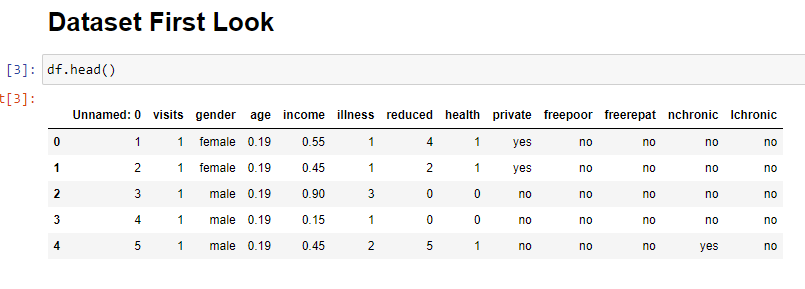 Dataset First Look
[3]: df.head()
t[3]:
Unnamed: 0 visits gender age income illness reduced health private freepoor freerepat nchronic lchronic
0 1 1 female 0.19 0.55 1 4 1 yes no no no no
1 2 1 female 0.19 0.45 1 2 1 yes no no no no
2 3 1 male 0.19 0.90 3 0 0 no no no no no
3 4 1 male 0.19 0.15 1 0 0 no no no no no
4 5 1 male 0.19 0.45 2 5 1 no no no yes no